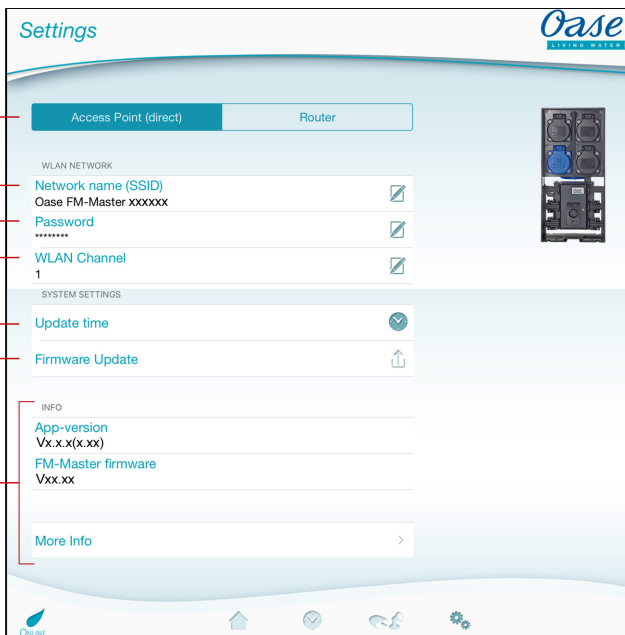 Settings
Oase
LIVING WATER
Access Point (direct)
Router
WLAN NETWORK
Network name (SSID)
Oase FM-Master xxxxxx
Password
********
WLAN Channel
1
SYSTEM SETTINGS
Update time
Firmware Update
INFO
App-version
Vx.x.x(x.xx)
FM-Master firmware
Vxx.xx
More Info
ONLINE